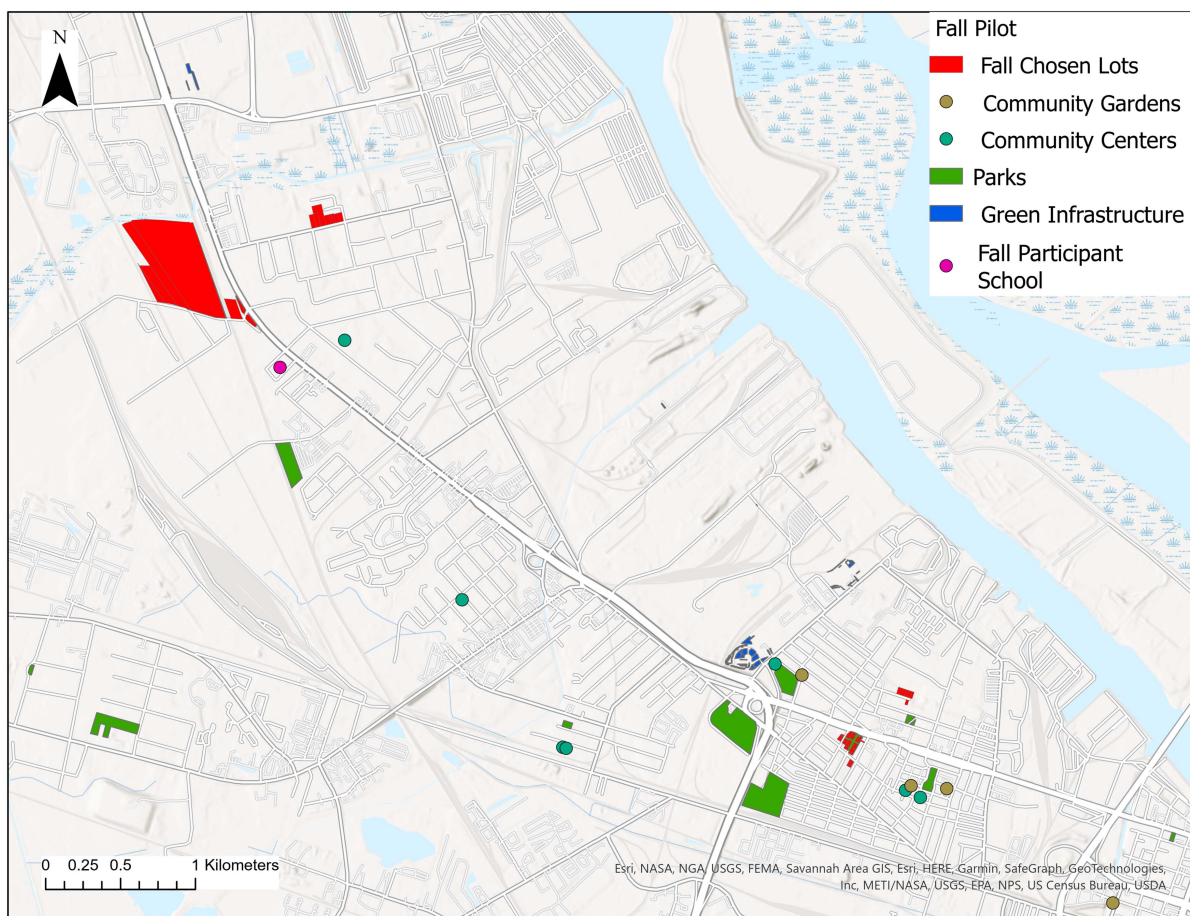 N
Fall Pilot
Fall Chosen Lots
Community Gardens
Community Centers
Parks
Green Infrastructure
Fall Participant
School
0 0.25 0.5 1 Kilometers
Esri, NASA, NGA, USGS, FEMA, Savannah Area GIS, Esri, HERE, Garmin, SafeGraph, GeoTechnologies,
Inc, METI/NASA, USGS, EPA, NPS, US Census Bureau, USDA